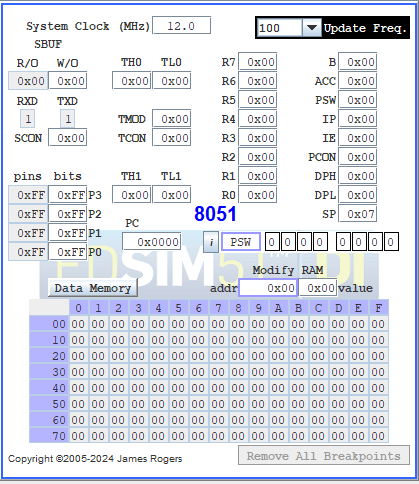 System Clock (MHz) 12.0 100 Update Freq.
SBUF
R/O W/O TH0 TL0 R7 0x00 B 0x00
0x00 0x00 0x00 0x00 R6 0x00 ACC 0x00
RXD TXD R5 0x00 PSW 0x00
1 1 TMOD 0x00 R4 0x00 IP 0x00
SCON 0x00 TCON 0x00 R3 0x00 IE 0x00
R2 0x00 PCON 0x00
pins bits TH1 TL1 R1 0x00 DPH 0x00
0xFF 0xFF P3 0x00 0x00 R0 0x00 DPL 0x00
0xFF 0xFF P2 8051 SP 0x07
0xFF 0xFF P1 PC
0xFF 0xFF P0 0x0000 i PSW 0 0 0 0 0 0 0 0
EDSIM51 DI
TM
Modify RAM
Data Memory addr 0x00 0x00 value
0 1 2 3 4 5 6 7 8 9 A B C D E F
00 00 00 00 00 00 00 00 00 00 00 00 00 00 00 00 00
10 00 00 00 00 00 00 00 00 00 00 00 00 00 00 00 00
20 00 00 00 00 00 00 00 00 00 00 00 00 00 00 00 00
30 00 00 00 00 00 00 00 00 00 00 00 00 00 00 00 00
40 00 00 00 00 00 00 00 00 00 00 00 00 00 00 00 00
50 00 00 00 00 00 00 00 00 00 00 00 00 00 00 00 00
60 00 00 00 00 00 00 00 00 00 00 00 00 00 00 00 00
70 00 00 00 00 00 00 00 00 00 00 00 00 00 00 00 00
Copyright ©2005-2024 James Rogers Remove All Breakpoints